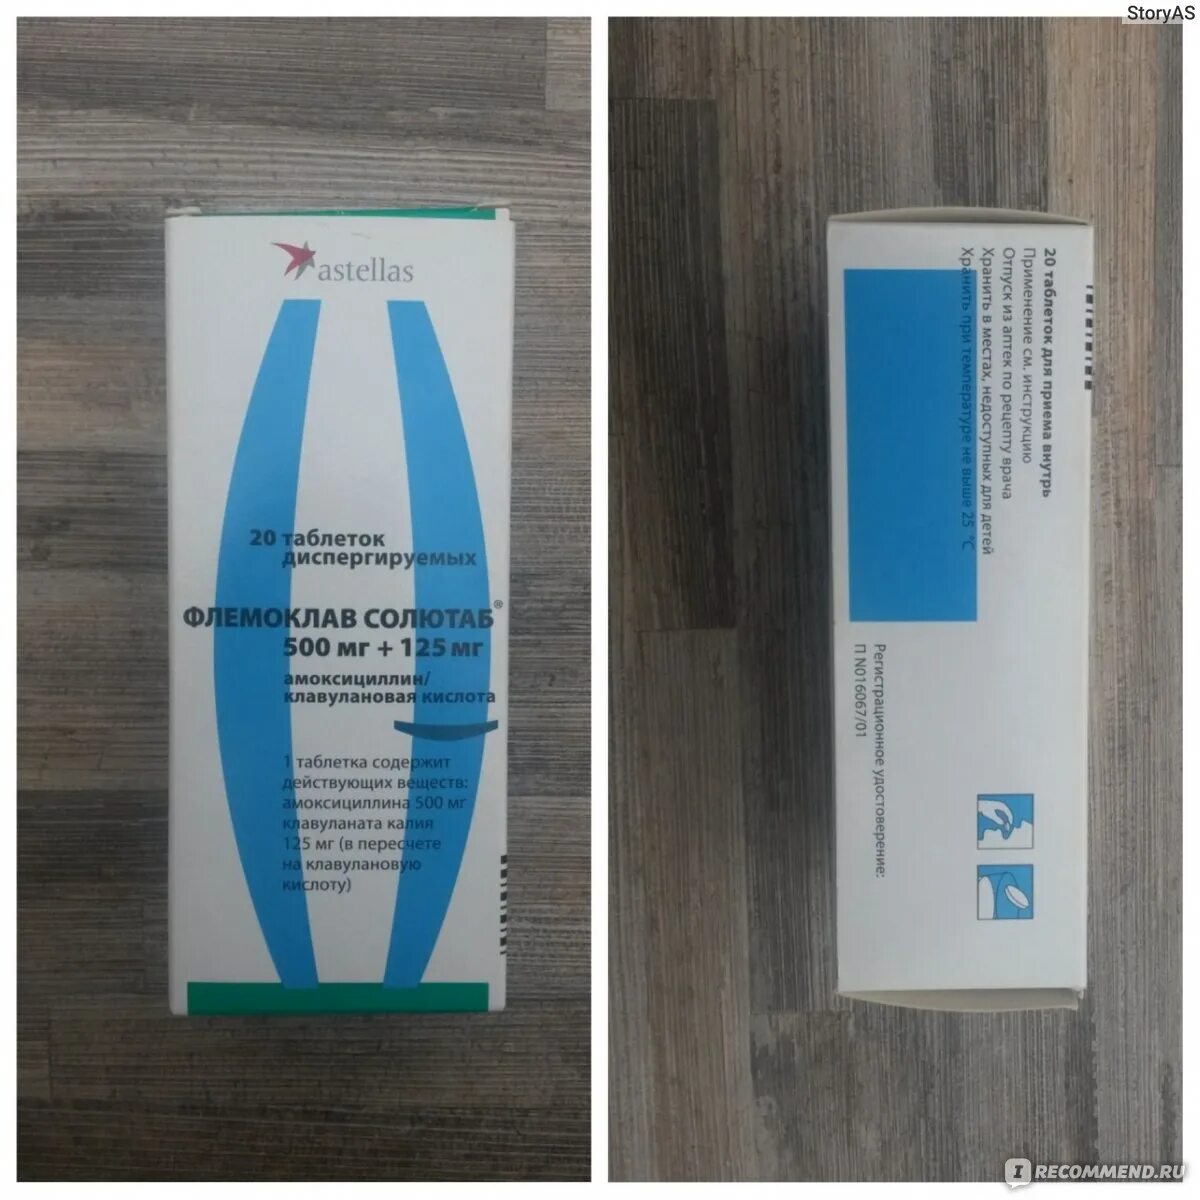 StoryAS
astellas
20 таблеток
диспергируемых
ФЛЕМОКЛАВ СОЛЮТАБ®
500 мг + 125 мг
амоксициллин/
клавулановая кислота
1 таблетка содержит
действующих веществ:
амоксициллина 500 мг
клавуланата калия
125 мг (в пересчете
на клавулановую
кислоту)
20 таблеток для приема внутрь
Применение см. инструкцию
Отпуск из аптек по рецепту врача
Хранить в местах, недоступных для детей
Хранить при температуре не выше 25 °C
Регистрационное удостоверение:
П N016067/01
I RECOMMEND.RU